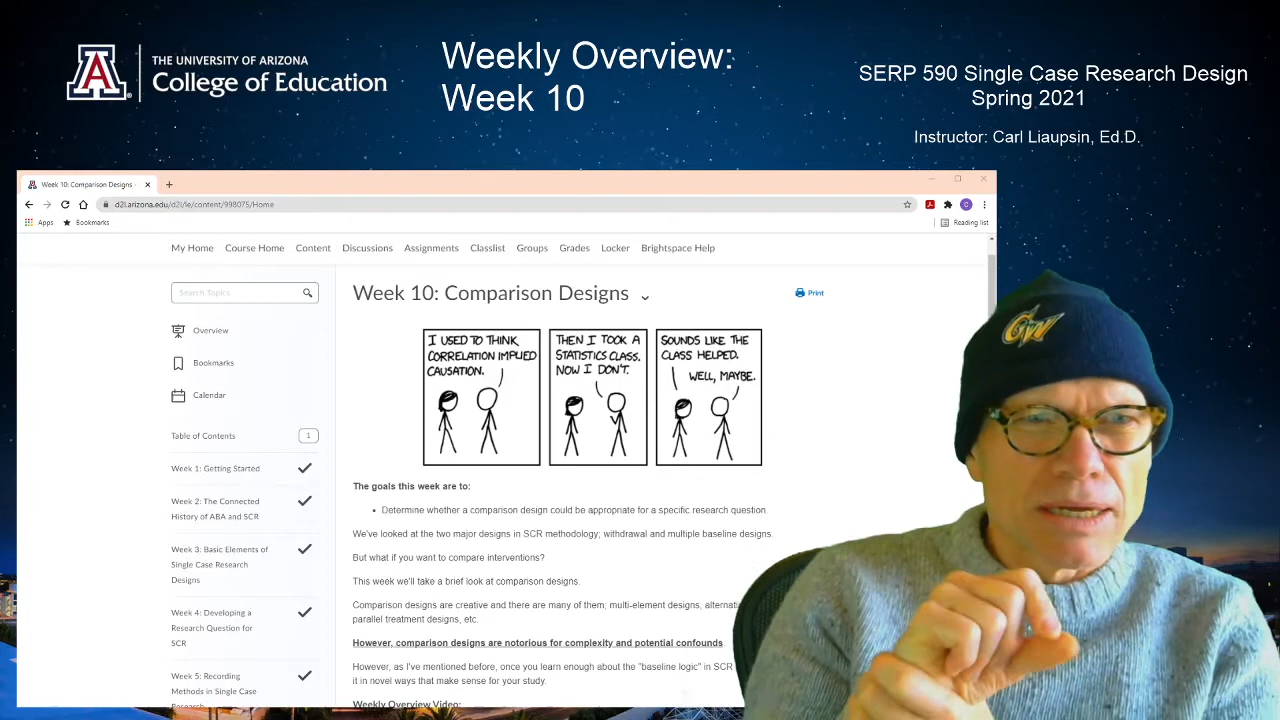 THE UNIVERSITY OF ARIZONA
College of Education
Weekly Overview:
Week 10
SERP 590 Single Case Research Design
Spring 2021
Instructor: Carl Liaupsin, Ed.D.
Week 10: Comparison Designs
d2l.arizona.edu/d2l/le/content/998075/Home
Apps
Bookmarks
Reading list
My Home Course Home Content Discussions Assignments Classlist Groups Grades Locker Brightspace Help
Search Topics
Overview
Bookmarks
Calendar
Table of Contents 1
Week 1: Getting Started
Week 2: The Connected
History of ABA and SCR
Week 3: Basic Elements of
Single Case Research
Designs
Week 4: Developing a
Research Question for
SCR
Week 5: Recording
Methods in Single Case
Research
Week 10: Comparison Designs
Print
I USED TO THINK
CORRELATION IMPLIED
CAUSATION.
THEN I TOOK A
STATISTICS CLASS.
NOW I DON'T.
SOUNDS LIKE THE
CLASS HELPED.
WELL, MAYBE.
The goals this week are to:
• Determine whether a comparison design could be appropriate for a specific research question.
We've looked at the two major designs in SCR methodology; withdrawal and multiple baseline designs.
But what if you want to compare interventions?
This week we'll take a brief look at comparison designs.
Comparison designs are creative and there are many of them; multi-element designs, alternati
parallel treatment designs, etc.
However, comparison designs are notorious for complexity and potential confounds
However, as I've mentioned before, once you learn enough about the "baseline logic" in SCR
it in novel ways that make sense for your study.
Weekly Overview Video:
GW